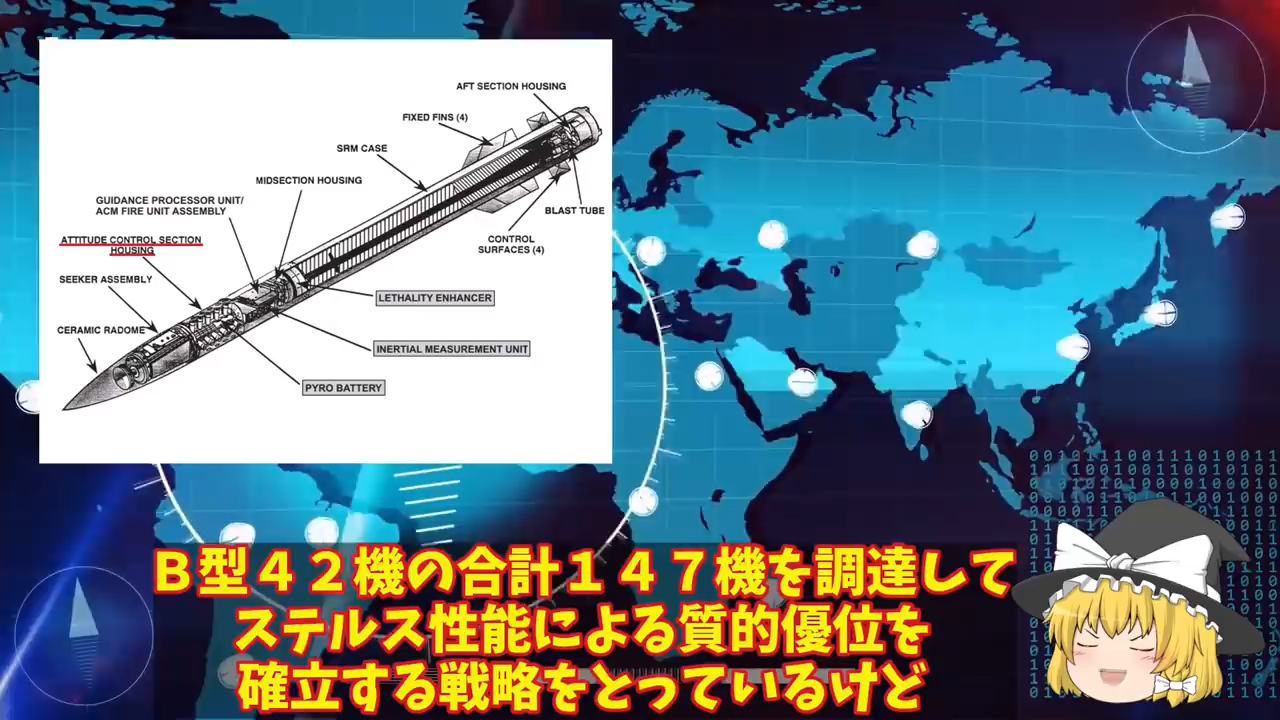 AFT SECTION HOUSING
FIXED FINS (4)
SRM CASE
MIDSECTION HOUSING
GUIDANCE PROCESSOR UNIT/
ACM FIRE UNIT ASSEMBLY
BLAST TUBE
ATTITUDE CONTROL SECTION
HOUSING
CONTROL
SURFACES (4)
SEEKER ASSEMBLY
LETHALITY ENHANCER
CERAMIC RADOME
INERTIAL MEASUREMENT UNIT
PYRO BATTERY
B型４２機の合計１４７機を調達して
ステルス性能による質的優位を
確立する戦略をとっているけど